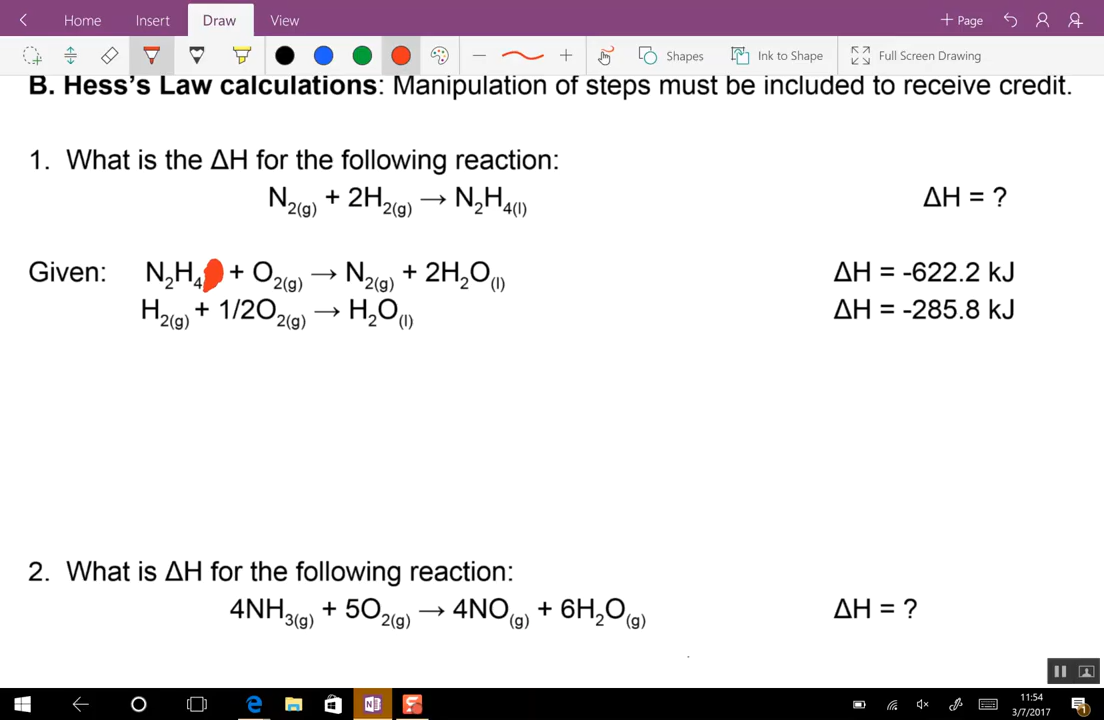 Home Insert Draw View + Page
Shapes Ink to Shape Full Screen Drawing
B. Hess's Law calculations: Manipulation of steps must be included to receive credit.
1. What is the ΔH for the following reaction:
N2(g) + 2H2(g) → N2H4(l) ΔH = ?
Given: N2H4 + O2(g) → N2(g) + 2H2O(l) ΔH = -622.2 kJ
H2(g) + 1/2O2(g) → H2O(l) ΔH = -285.8 kJ
2. What is ΔH for the following reaction:
4NH3(g) + 5O2(g) → 4NO(g) + 6H2O(g) ΔH = ?
11:54
3/7/2017